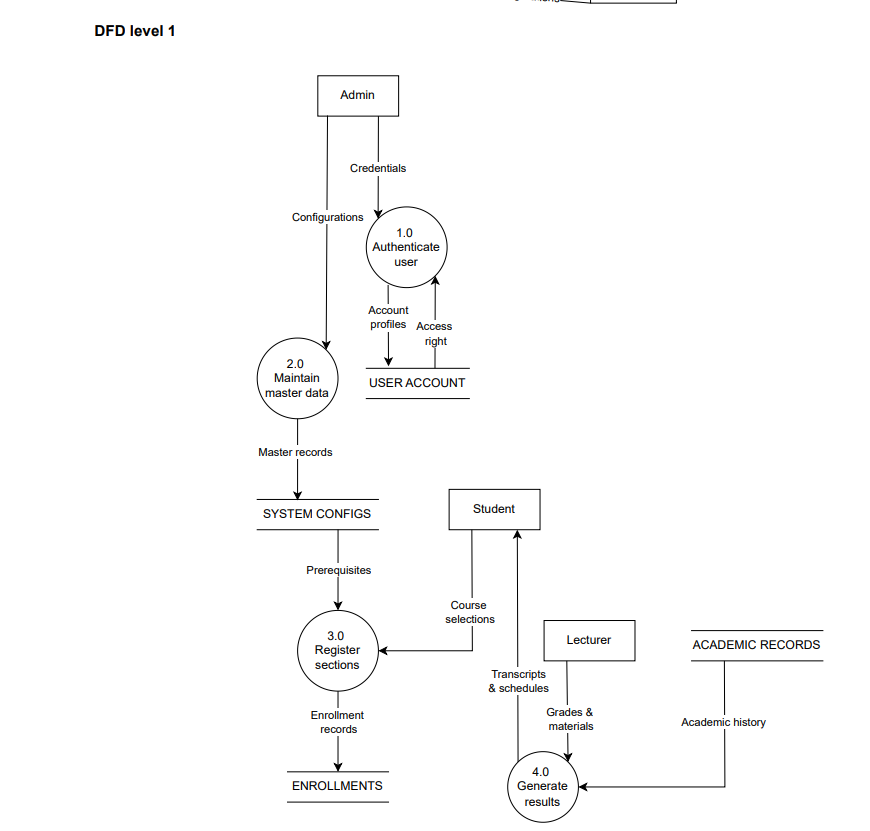 DFD level 1
Admin
Credentials
Configurations
1.0
Authenticate
user
Account
profiles
Access
right
2.0
Maintain
master data
USER ACCOUNT
Master records
SYSTEM CONFIGS
Student
Prerequisites
Course
selections
3.0
Register
sections
Lecturer
ACADEMIC RECORDS
Transcripts
& schedules
Grades &
materials
Academic history
Enrollment
records
4.0
Generate
results
ENROLLMENTS